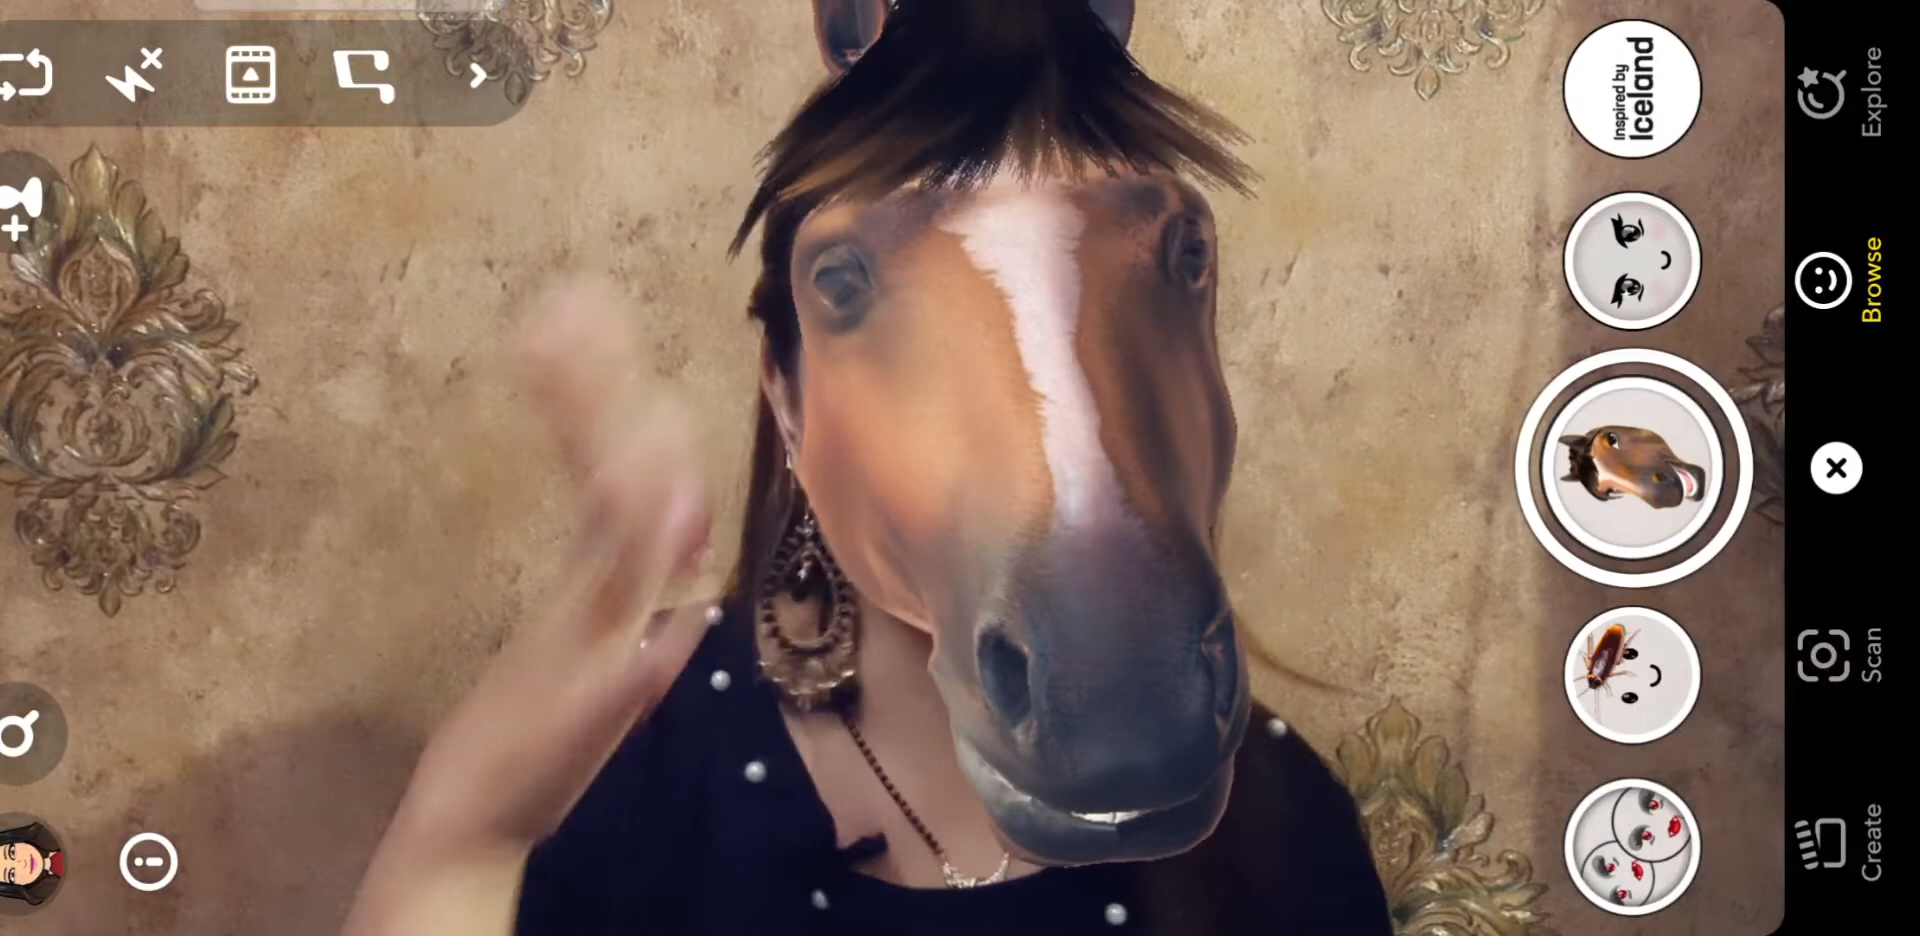 Inspired by
Iceland
Explore
Browse
Scan
Create